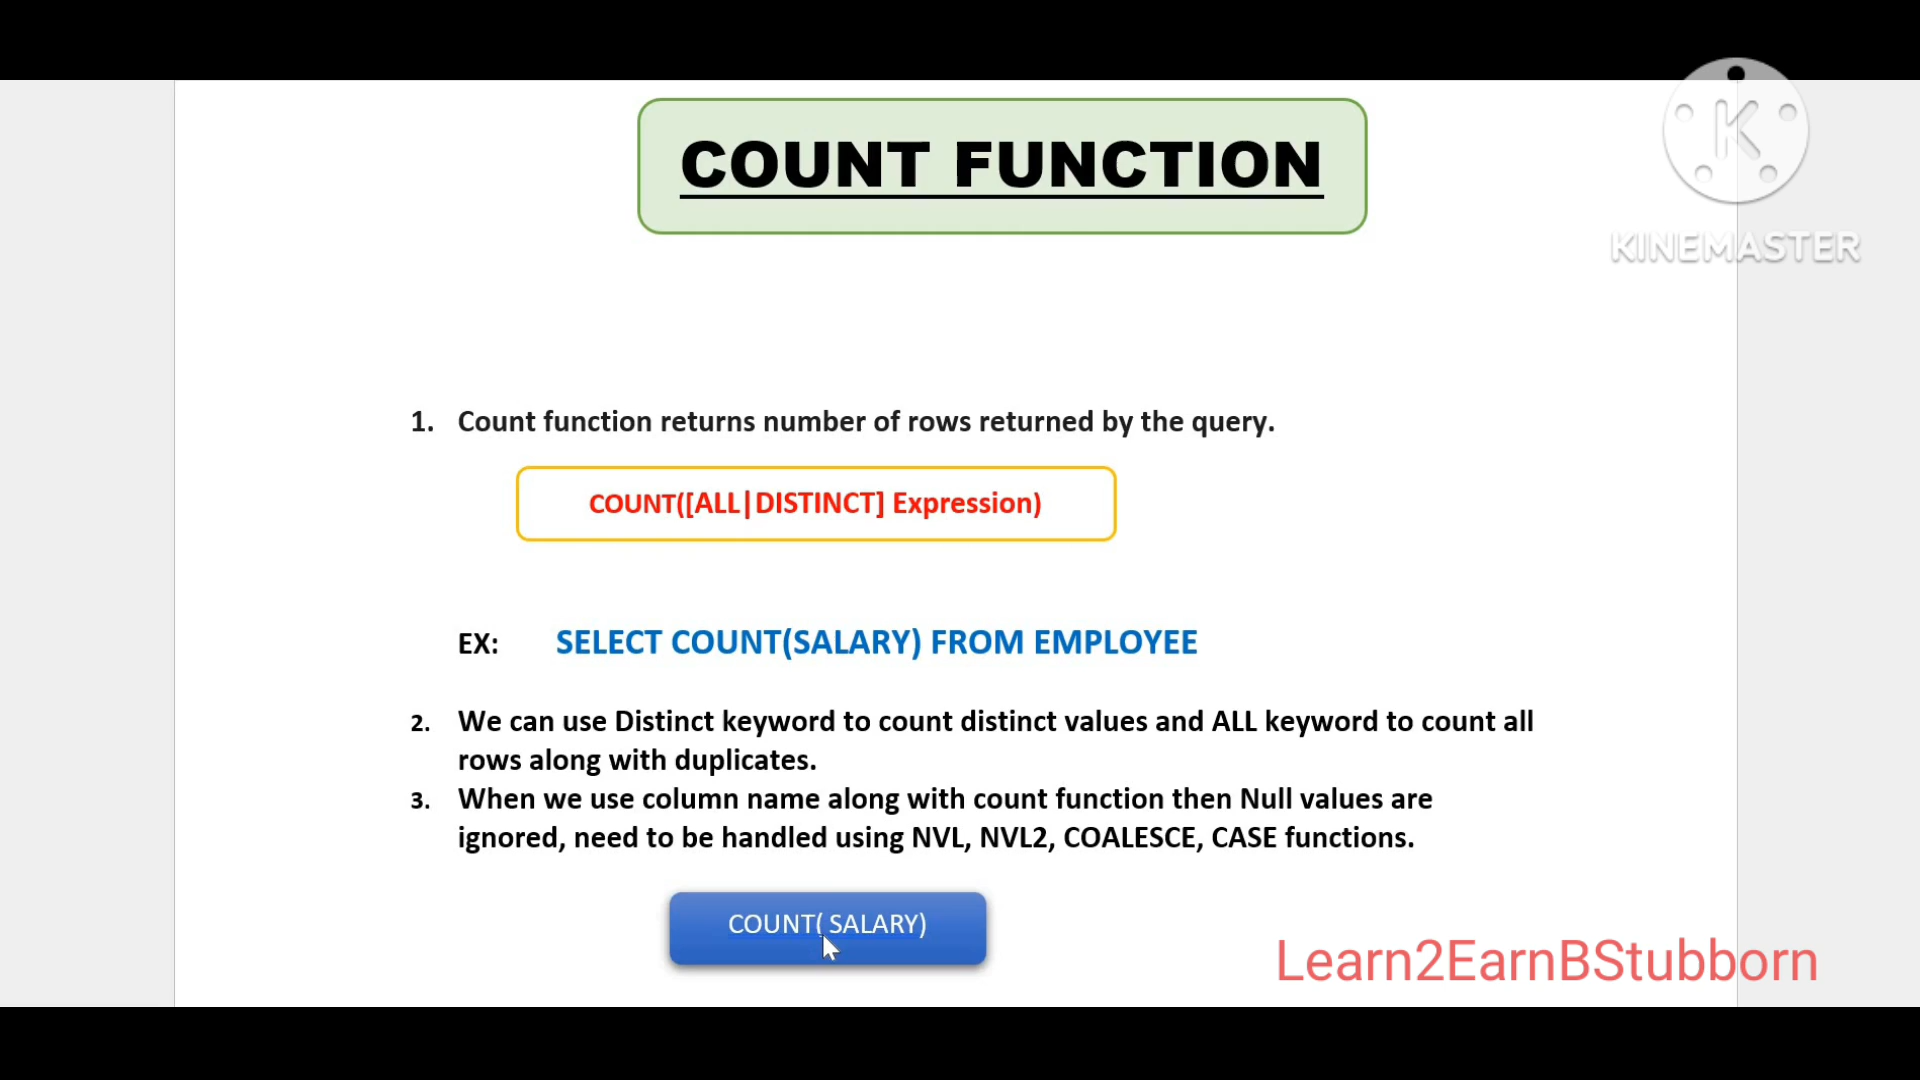 COUNT FUNCTION
K
KINEMASTER
1. Count function returns number of rows returned by the query.
COUNT([ALL|DISTINCT] Expression)
EX: SELECT COUNT(SALARY) FROM EMPLOYEE
2. We can use Distinct keyword to count distinct values and ALL keyword to count all
rows along with duplicates.
3. When we use column name along with count function then Null values are
ignored, need to be handled using NVL, NVL2, COALESCE, CASE functions.
COUNT( SALARY)
Learn2EarnBStubborn